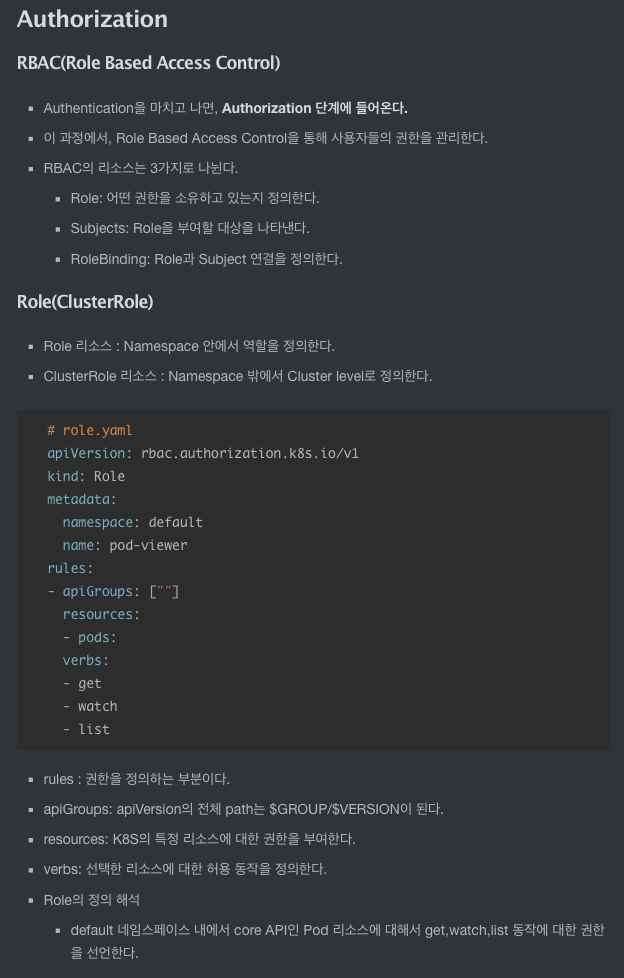 Authorization
RBAC(Role Based Access Control)
Authentication을 마치고 나면, Authorization 단계에 들어온다.
이 과정에서, Role Based Access Control을 통해 사용자들의 권한을 관리한다.
RBAC의 리소스는 3가지로 나뉜다.
Role: 어떤 권한을 소유하고 있는지 정의한다.
Subjects: Role을 부여할 대상을 나타낸다.
RoleBinding: Role과 Subject 연결을 정의한다.
Role(ClusterRole)
Role 리소스 : Namespace 안에서 역할을 정의한다.
ClusterRole 리소스 : Namespace 밖에서 Cluster level로 정의한다.
# role.yaml
apiVersion: rbac.authorization.k8s.io/v1
kind: Role
metadata:
  namespace: default
  name: pod-viewer
rules:
- apiGroups: [""]
  resources:
  - pods:
  verbs:
  - get
  - watch
  - list
rules : 권한을 정의하는 부분이다.
apiGroups: apiVersion의 전체 path는 $GROUP/$VERSION이 된다.
resources: K8S의 특정 리소스에 대한 권한을 부여한다.
verbs: 선택한 리소스에 대한 허용 동작을 정의한다.
Role의 정의 해석
default 네임스페이스 내에서 core API인 Pod 리소스에 대해서 get,watch,list 동작에 대한 권한
을 선언한다.